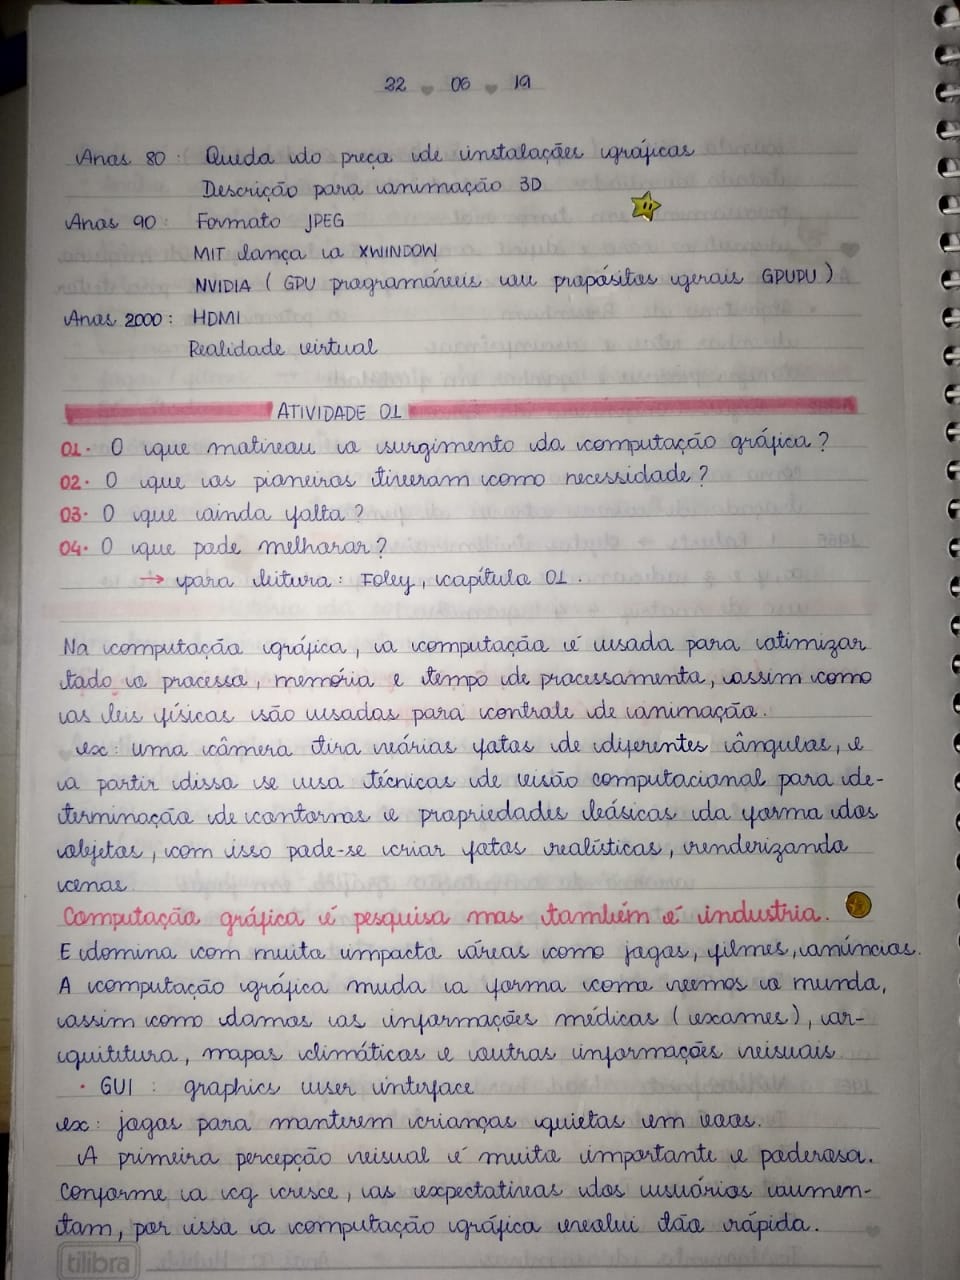 22 06 19
Anos 80: Queda do preço de instalações gráficas
Descrição para animação 3D
Anos 90: Formato JPEG
MIT lança o XWINDOW
NVIDIA (GPU programáveis ou propósitos gerais GPUPU)
Anos 2000: HDMI
Realidade virtual
ATIVIDADE 01
01. O que motivou o surgimento da computação gráfica?
02. O que os pioneiros tiveram como necessidade?
03. O que ainda falta?
04. O que pode melhorar?
→ para leitura: Foley, capítulo 01.
Na computação gráfica, a computação é usada para otimizar
todo o processo, memória e tempo de processamento, assim como
as leis físicas são usadas para controle de animação.
ex: uma câmera tira várias fotos de diferentes ângulos, e
a partir disso se usa técnicas de visão computacional para de-
terminação de contornos e propriedades básicas da forma dos
objetos, com isso pode-se criar fotos realísticas, renderizando
cenas.
Computação gráfica é pesquisa mas também é industria.
E domina com muito impacto áreas como jogos, filmes, anúncios.
A computação gráfica muda a forma como vemos o mundo,
assim como damos as informações médicas (exames), ar-
quititura, mapas climáticos e outras informações visuais.
• GUI: graphics user interface
ex: jogos para manterem crianças quietas em voos.
A primeira percepção visual é muito importante e poderosa.
Conforme a cg cresce, as expectativas dos usuários aumen-
tam, por isso a computação gráfica evolui tão rápida.
tilibra